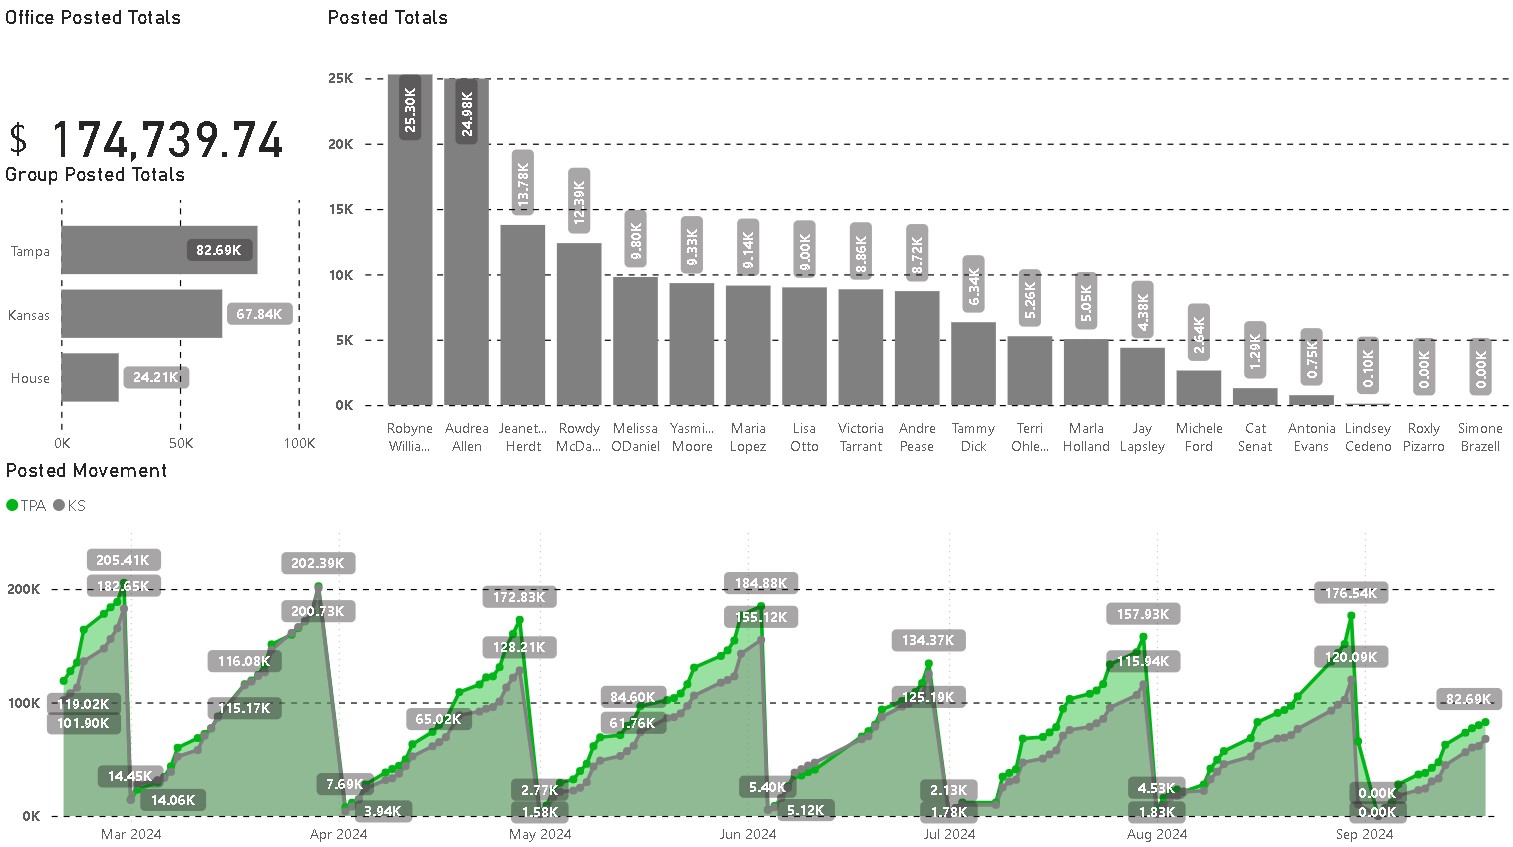 Office Posted Totals
$ 174,739.74
Group Posted Totals
Tampa
82.69K
Kansas
67.84K
House
24.21K
0K
50K
100K
Posted Totals
25K
20K
15K
10K
5K
0K
25.30K
24.98K
13.78K
12.39K
9.80K
9.33K
9.14K
9.00K
8.86K
8.72K
6.34K
5.26K
5.05K
4.38K
2.64K
1.29K
0.75K
0.10K
0.00K
0.00K
Robyne
Willia...
Audrea
Allen
Jeanet...
Herdt
Rowdy
McDa...
Melissa
ODaniel
Yasmi...
Moore
Maria
Lopez
Lisa
Otto
Victoria
Tarrant
Andre
Pease
Tammy
Dick
Terri
Ohle...
Marla
Holland
Jay
Lapsley
Michele
Ford
Cat
Senat
Antonia
Evans
Lindsey
Cedeno
Roxly
Pizarro
Simone
Brazell
Posted Movement
TPA
KS
200K
100K
0K
205.41K
182.65K
119.02K
101.90K
14.45K
14.06K
116.08K
115.17K
202.39K
200.73K
7.69K
3.94K
65.02K
172.83K
128.21K
2.77K
1.58K
84.60K
61.76K
184.88K
155.12K
5.40K
5.12K
134.37K
125.19K
2.13K
1.78K
157.93K
115.94K
4.53K
1.83K
176.54K
120.09K
0.00K
0.00K
82.69K
Mar 2024
Apr 2024
May 2024
Jun 2024
Jul 2024
Aug 2024
Sep 2024